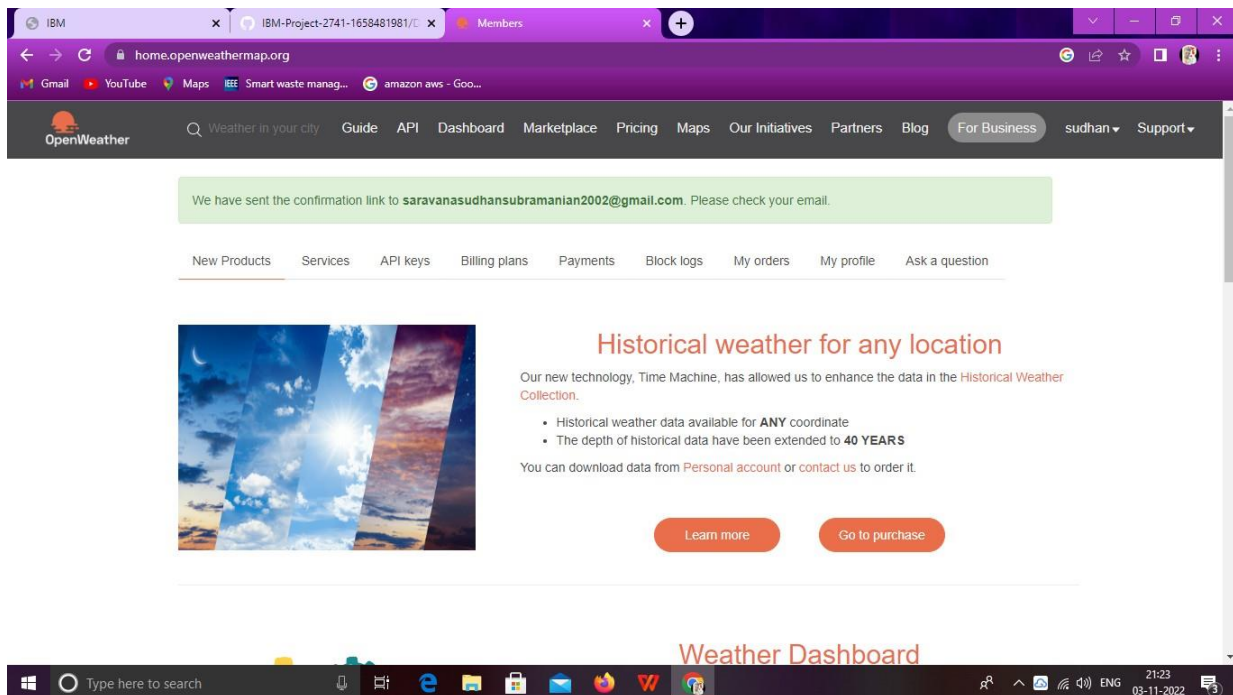 IBM
IBM-Project-2741-1658481981/D
Members
home.openweathermap.org
Gmail
YouTube
Maps
IEEE Smart waste manag...
amazon aws - Goo...
OpenWeather
Weather in your city
Guide
API
Dashboard
Marketplace
Pricing
Maps
Our Initiatives
Partners
Blog
For Business
sudhan
Support
We have sent the confirmation link to saravanasudhansubramanian2002@gmail.com. Please check your email.
New Products
Services
API keys
Billing plans
Payments
Block logs
My orders
My profile
Ask a question
Historical weather for any location
Our new technology, Time Machine, has allowed us to enhance the data in the Historical Weather
Collection.
• Historical weather data available for ANY coordinate
• The depth of historical data have been extended to 40 YEARS
You can download data from Personal account or contact us to order it.
Learn more
Go to purchase
Weather Dashboard
Type here to search
ENG
21:23
03-11-2022
3